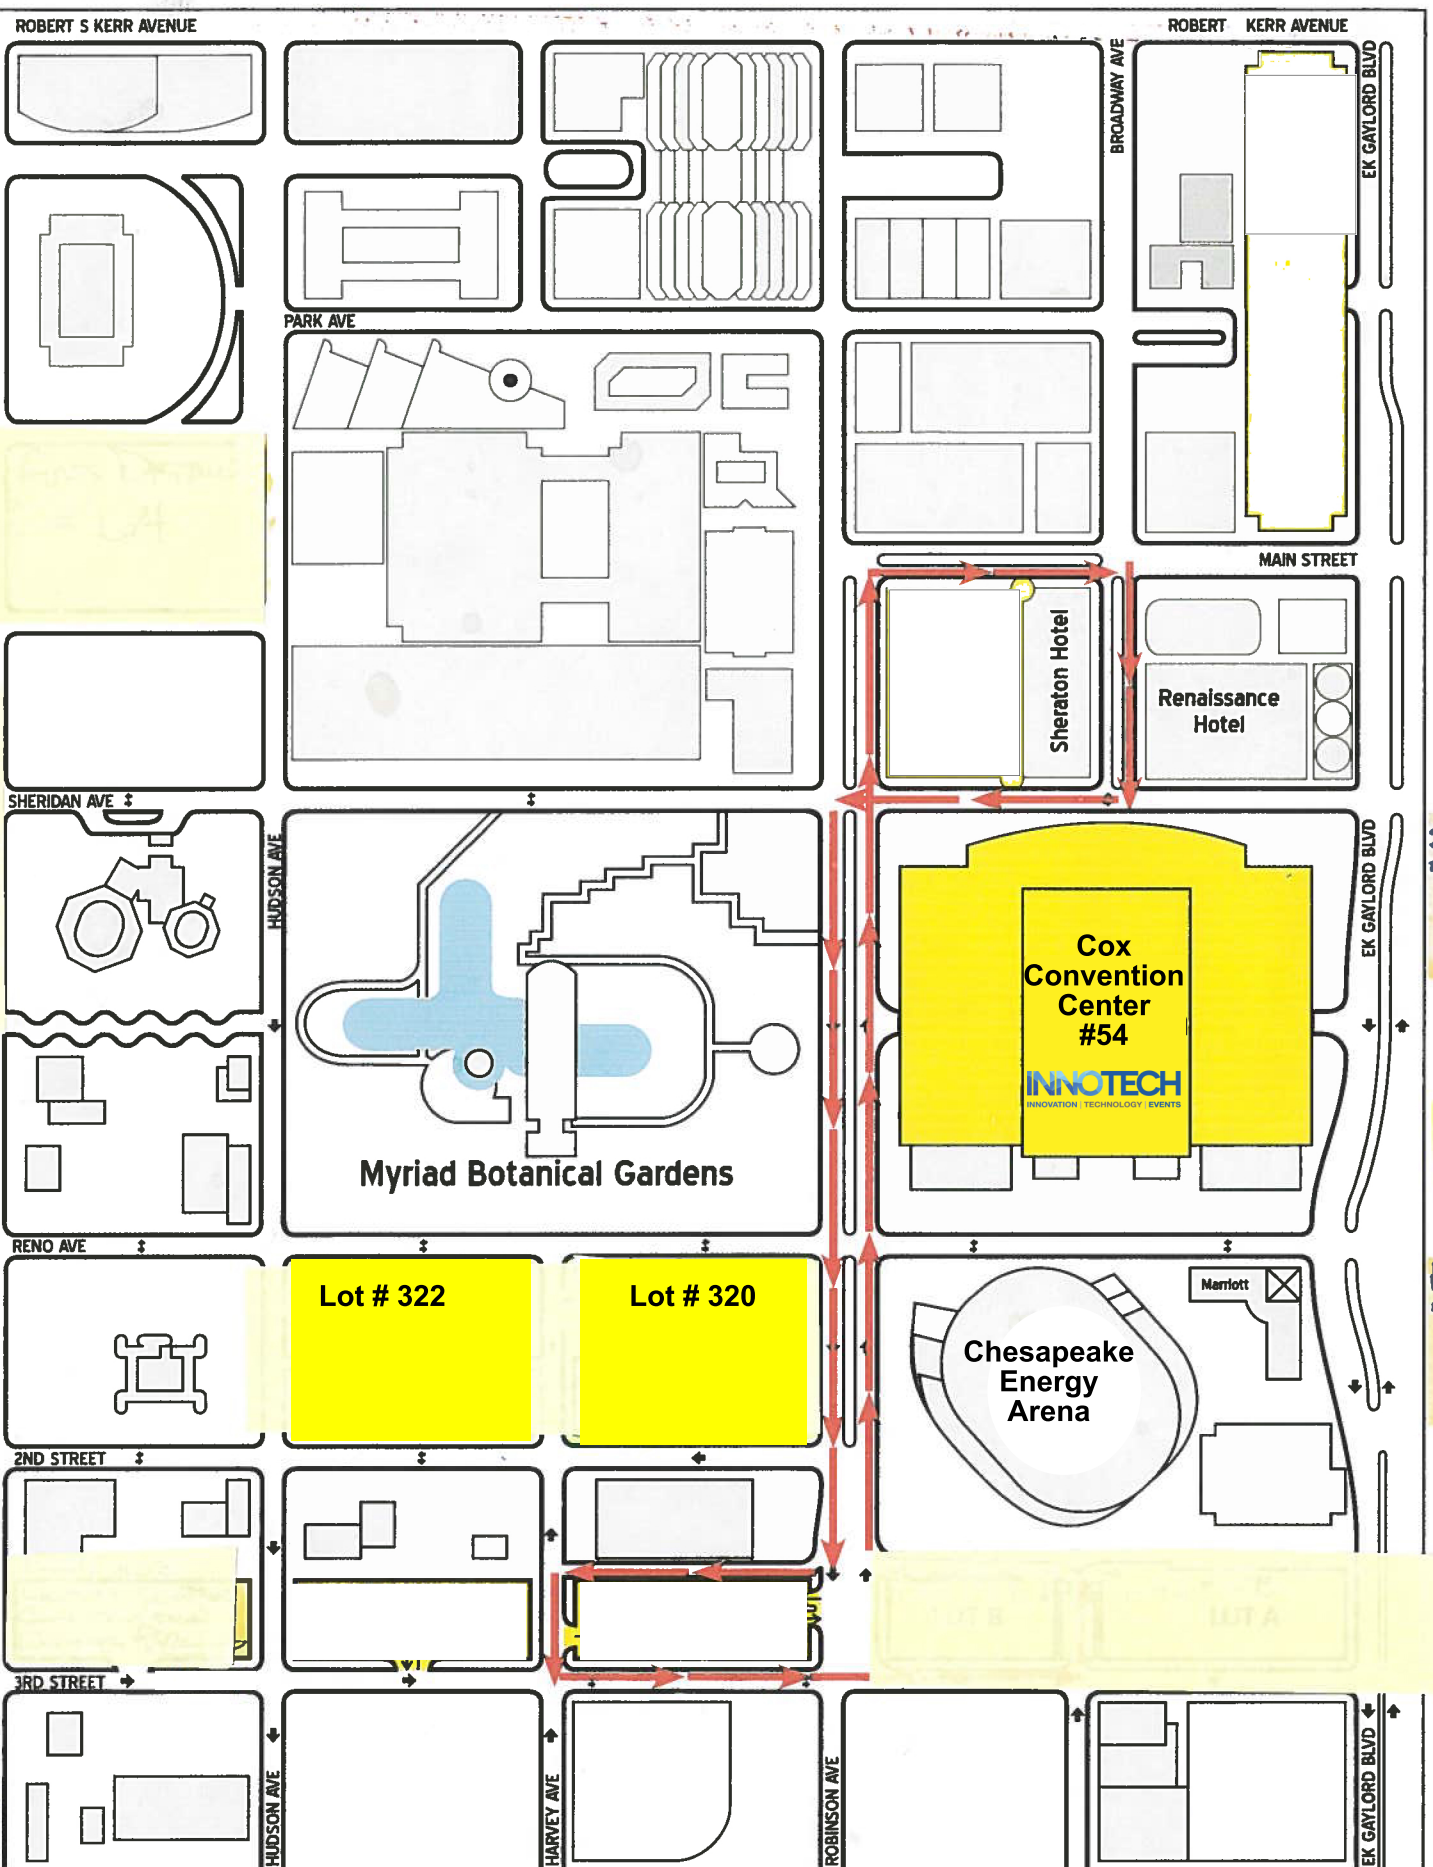 ROBERT S KERR AVENUE
ROBERT KERR AVENUE
BROADWAY AVE
EK GAYLORD BLVD
PARK AVE
MAIN STREET
Sheraton Hotel
Renaissance
Hotel
SHERIDAN AVE
HUDSON AVE
EK GAYLORD BLVD
Cox
Convention
Center
#54
INNOTECH
INNOVATION | TECHNOLOGY | EVENTS
Myriad Botanical Gardens
RENO AVE
Lot # 322
Lot # 320
Marriott
Chesapeake
Energy
Arena
2ND STREET
3RD STREET
HUDSON AVE
HARVEY AVE
ROBINSON AVE
EK GAYLORD BLVD